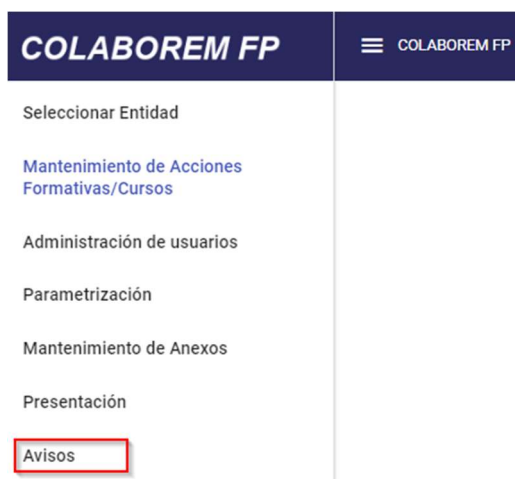 COLABOREM FP
COLABOREM FP
Seleccionar Entidad
Mantenimiento de Acciones
Formativas/Cursos
Administración de usuarios
Parametrización
Mantenimiento de Anexos
Presentación
Avisos